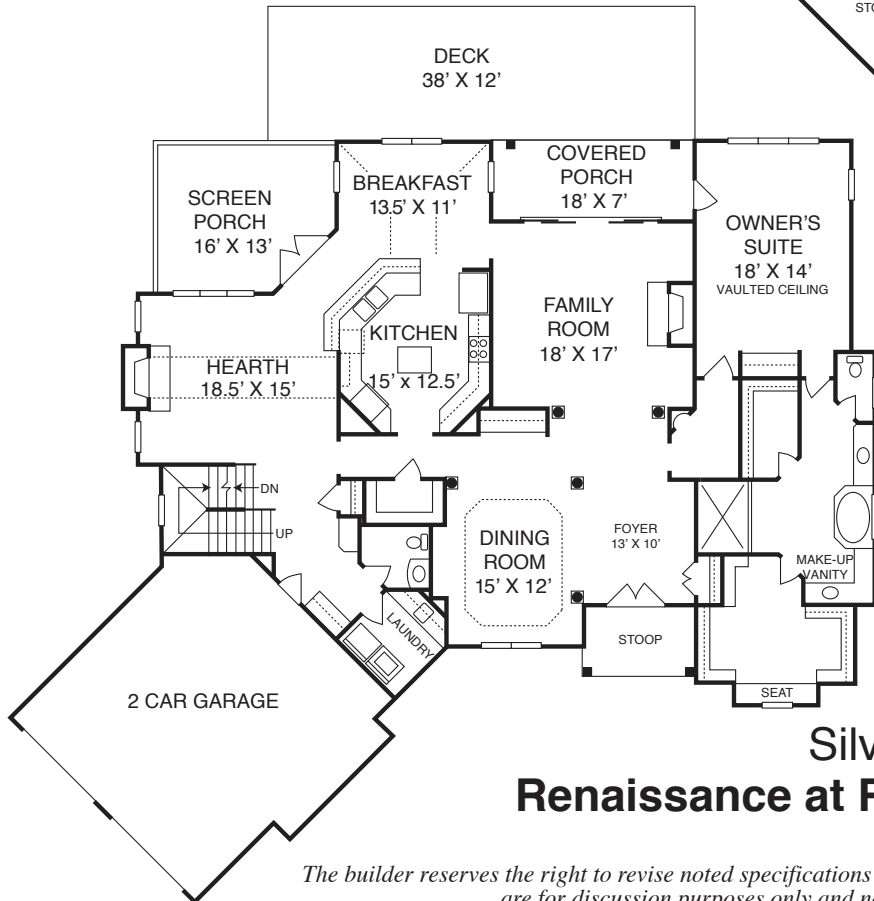 DECK
38' X 12'
COVERED
PORCH
18' X 7'
BREAKFAST
13.5' X 11'
SCREEN
PORCH
16' X 13'
OWNER'S
SUITE
18' X 14'
VAULTED CEILING
FAMILY
ROOM
18' X 17'
KITCHEN
15' x 12.5'
HEARTH
18.5' X 15'
DN
UP
DINING
ROOM
15' X 12'
FOYER
13' X 10'
MAKE-UP
VANITY
LAUNDRY
STOOP
SEAT
2 CAR GARAGE
Renaissance at
The builder reserves the right to revise noted specifications
are for discussion purposes only and